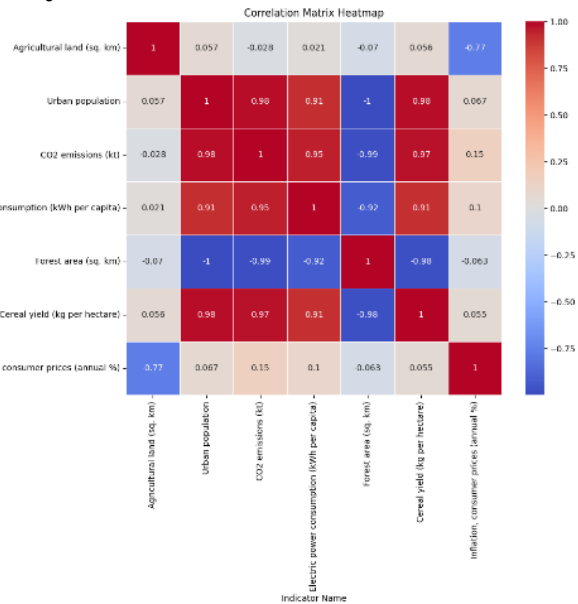 Correlation Matrix Heatmap
Agricultural land (sq. km) 1 0.057 -0.028 0.021 -0.07 0.056 -0.77
Urban population 0.057 1 0.98 0.91 -1 0.98 0.067
CO2 emissions (kt) -0.028 0.98 1 0.95 -0.99 0.97 0.15
onsumption (kWh per capita) 0.021 0.91 0.95 1 -0.92 0.91 0.1
Forest area (sq. km) -0.07 -1 -0.99 -0.92 1 -0.98 -0.063
Cereal yield (kg per hectare) 0.056 0.98 0.97 0.91 -0.98 1 0.055
consumer prices (annual %) -0.77 0.067 0.15 0.1 -0.063 0.055 1
Agricultural land (sq. km)
Urban population
CO2 emissions (kt)
Electric power consumption (kWh per capita)
Forest area (sq. km)
Cereal yield (kg per hectare)
Inflation, consumer prices (annual %)
Indicator Name
1.00
0.75
0.50
0.25
0.00
−0.25
−0.50
−0.75